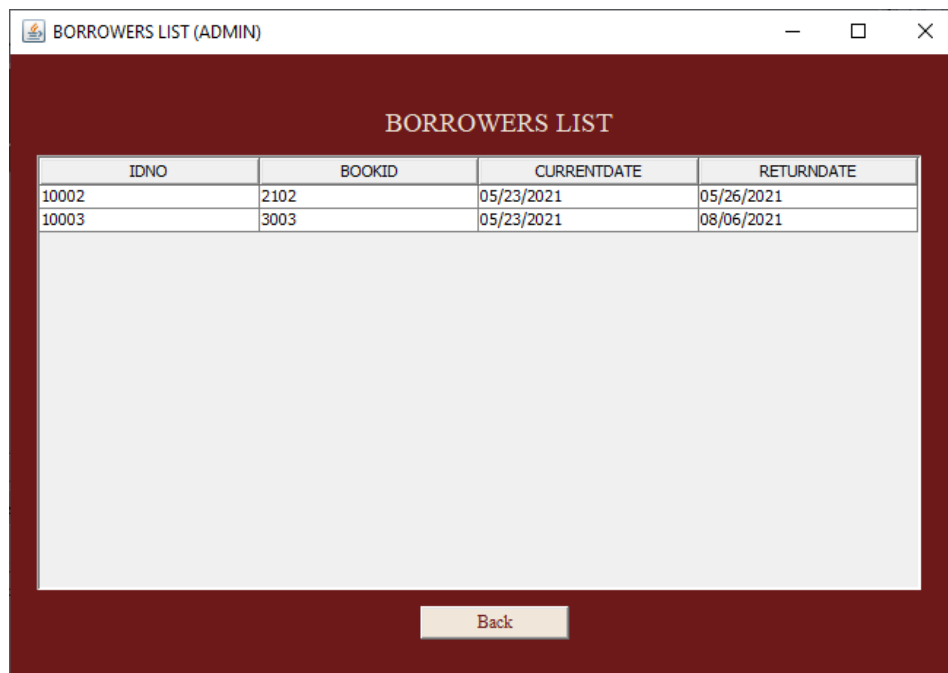 BORROWERS LIST (ADMIN)
BORROWERS LIST
IDNO BOOKID CURRENTDATE RETURNDATE
10002 2102 05/23/2021 05/26/2021
10003 3003 05/23/2021 08/06/2021
Back